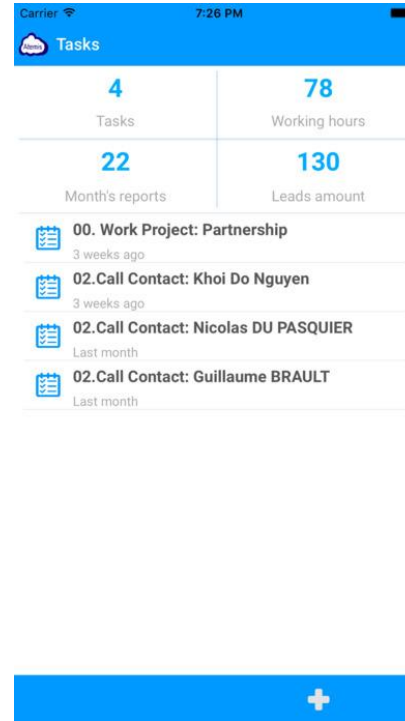 Carrier 7:26 PM
Atemis Tasks
4 78
Tasks Working hours
22 130
Month's reports Leads amount
00. Work Project: Partnership
3 weeks ago
02.Call Contact: Khoi Do Nguyen
3 weeks ago
02.Call Contact: Nicolas DU PASQUIER
Last month
02.Call Contact: Guillaume BRAULT
Last month